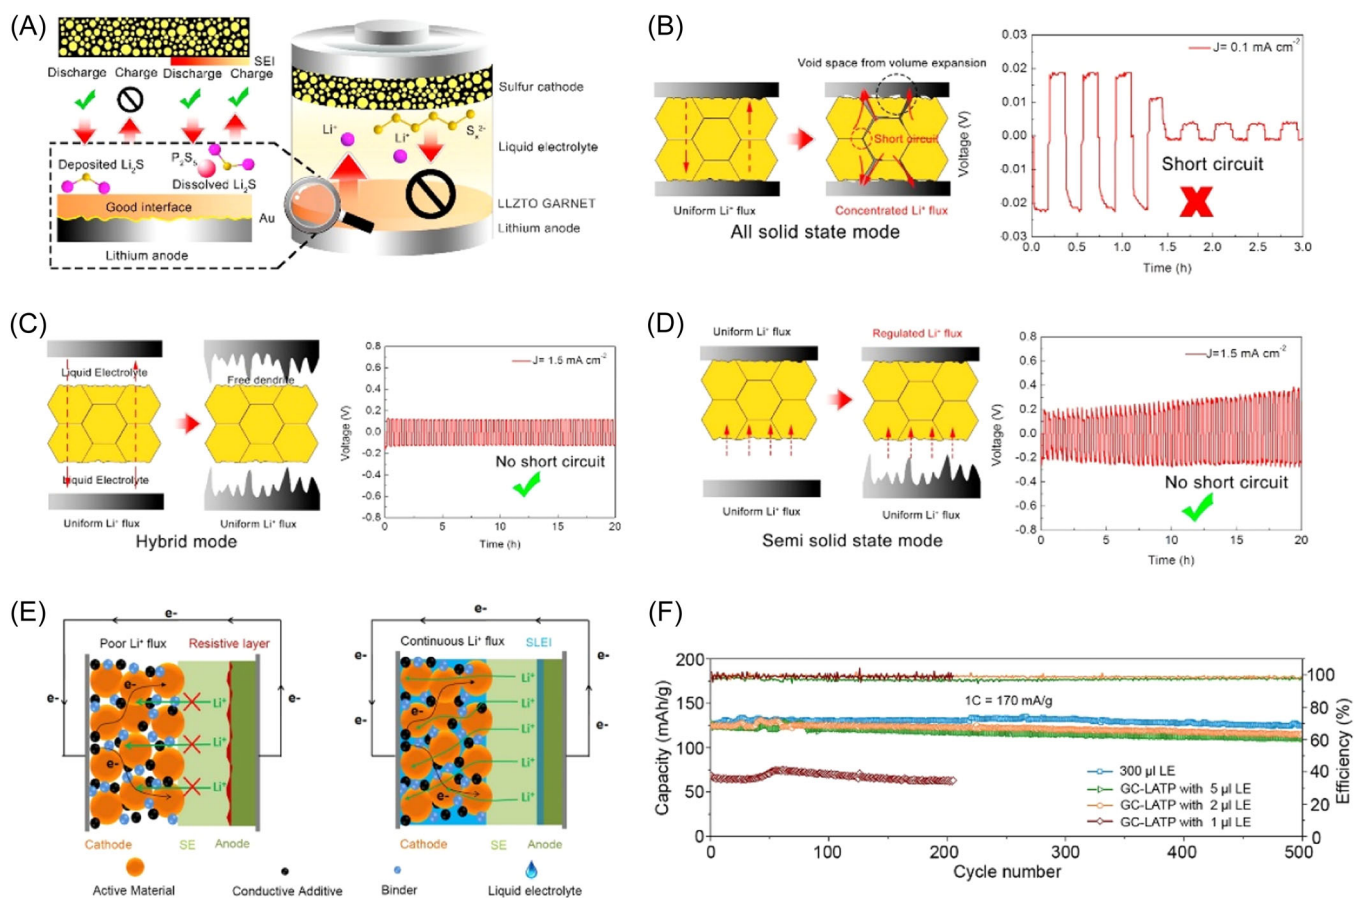 (A)
Discharge Charge Discharge Charge
SEI
Deposited Li₂S
P₂S₅
Dissolved Li₂S
Good interface
Au
Lithium anode
Sulfur cathode
Li⁺
Li⁺
Sₓ²⁻
Liquid electrolyte
LLZTO GARNET
Lithium anode
(B)
Void space from volume expansion
Short circuit
Uniform Li⁺ flux
Concentrated Li⁺ flux
All solid state mode
J= 0.1 mA cm⁻²
Voltage (V)
0.03
0.02
0.01
0.00
0.01
0.02
0.03
Short circuit
X
0.0 0.5 1.0 1.5 2.0 2.5 3.0
Time (h)
(C)
Liquid Electrolyte
Free dendrite
Liquid Electrolyte
Uniform Li⁺ flux
Uniform Li⁺ flux
Hybrid mode
J= 1.5 mA cm⁻²
Voltage (V)
0.8
0.6
0.4
0.2
0.0
-0.2
-0.4
-0.6
-0.8
No short circuit
0 5 10 15 20
Time (h)
(D)
Uniform Li⁺ flux
Regulated Li⁺ flux
Uniform Li⁺ flux
Uniform Li⁺ flux
Semi solid state mode
J=1.5 mA cm⁻²
Voltage (V)
0.8
0.6
0.4
0.2
0.0
-0.2
-0.4
-0.6
-0.8
No short circuit
0 5 10 15 20
Time (h)
(E)
e-
Poor Li⁺ flux
Resistive layer
e-
e-
e-
e-
Li⁺
Li⁺
Li⁺
Cathode SE Anode
e-
Continuous Li⁺ flux
SLEI
e-
e-
e-
e-
Li⁺
Li⁺
Li⁺
Li⁺
Li⁺
Cathode SE Anode
Active Material
Conductive Additive
Binder
Liquid electrolyte
(F)
Capacity (mAh/g)
200
175
150
125
100
75
50
25
0
1C = 170 mA/g
300 µl LE
GC-LATP with 5 µl LE
GC-LATP with 2 µl LE
GC-LATP with 1 µl LE
100
80
60
40
20
0
Efficiency (%)
0 100 200 300 400 500
Cycle number